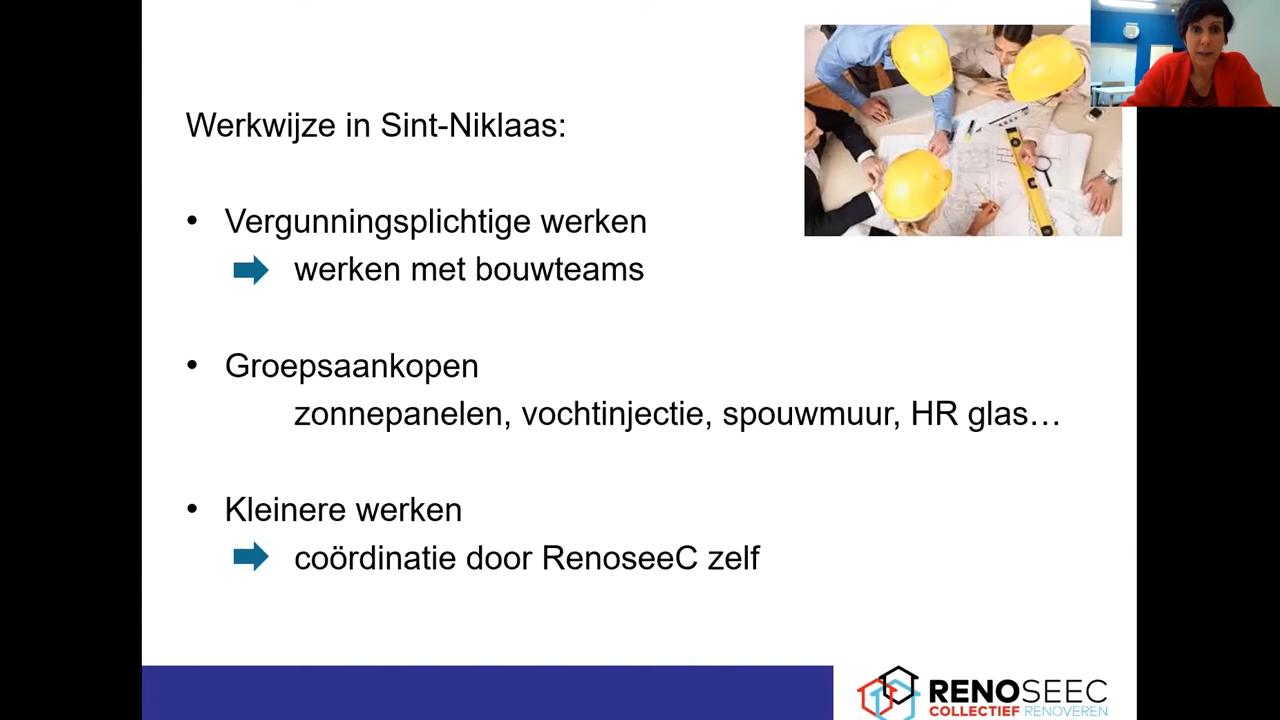 Werkwijze in Sint-Niklaas:
• Vergunningsplichtige werken
werken met bouwteams
• Groepsaankopen
zonnepanelen, vochtinjectie, spouwmuur, HR glas…
• Kleinere werken
coördinatie door RenoseeC zelf
RENOSEEC
COLLECTIEF RENOVEREN